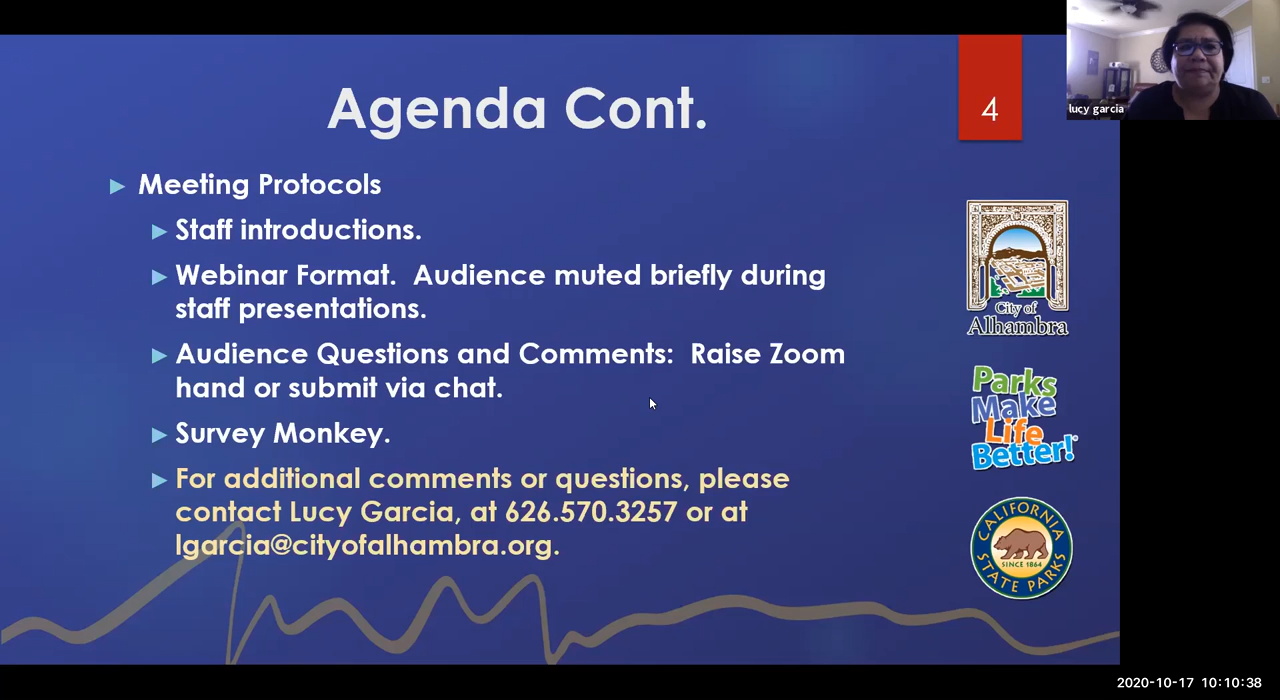 Agenda Cont.
4
lucy garcia
Meeting Protocols
Staff introductions.
Webinar Format.  Audience muted briefly during
staff presentations.
Audience Questions and Comments:  Raise Zoom
hand or submit via chat.
Survey Monkey.
For additional comments or questions, please
contact Lucy Garcia, at 626.570.3257 or at
lgarcia@cityofalhambra.org.
City of
Alhambra
Parks
Make
Life
Better!®
CALIFORNIA
SINCE 1864
STATE PARKS
2020-10-17 10:10:38